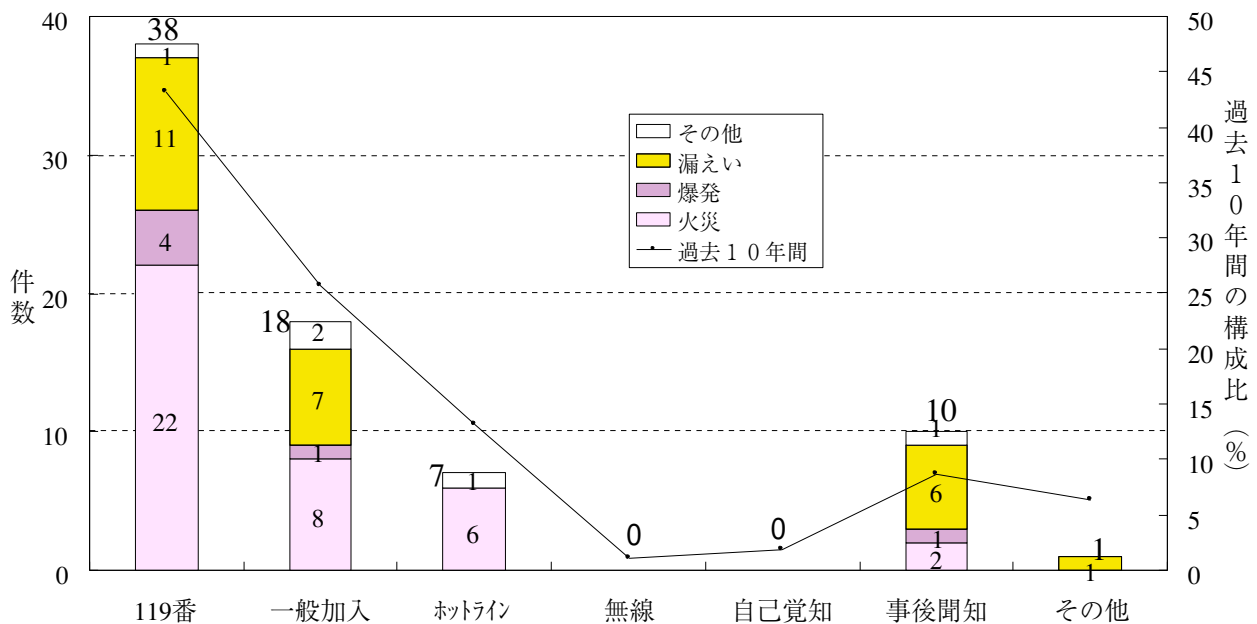 件数
40
30
20
10
0
38
1
11
4
22
18
2
7
1
8
7
1
6
0
0
10
1
6
1
2
1
1
その他
漏えい
爆発
火災
過去１０年間
50
45
40
35
30
25
20
15
10
5
0
過去１０年間の構成比（％）
119番
一般加入
ﾎｯﾄﾗｲﾝ
無線
自己覚知
事後聞知
その他